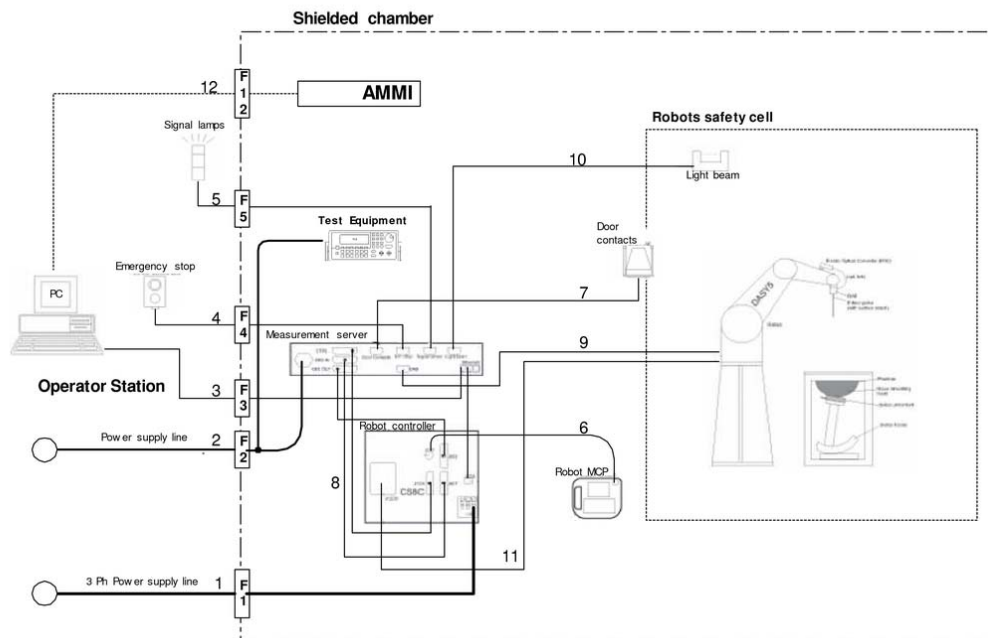 Shielded chamber
12
F
1
2
AMMI
Signal lamps
Robots safety cell
10
Light beam
5
F
5
Test Equipment
Door
contacts
Emergency stop
PC
DASY5
7
4
F
4
Measurement server
9
Operator Station
3
F
3
Power supply line
2
F
2
Robot controller
6
8
CS8C
Robot MCP
11
3 Ph Power supply line
1
F
1